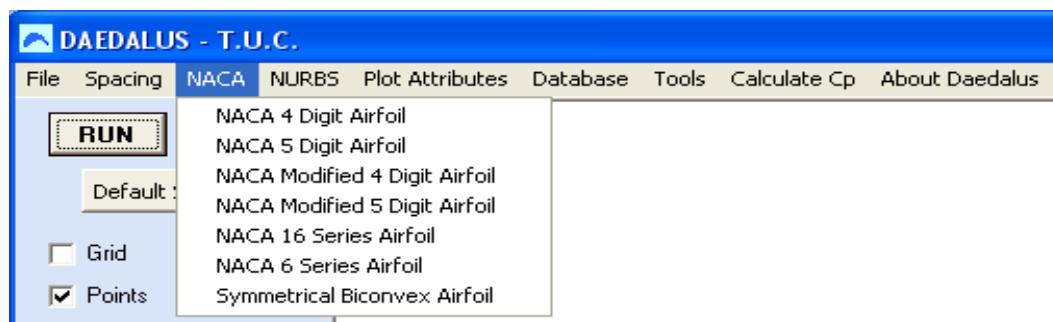 DAEDALUS - T.U.C.
File Spacing NACA NURBS Plot Attributes Database Tools Calculate Cp About Daedalus
RUN
Default
Grid
Points
NACA 4 Digit Airfoil
NACA 5 Digit Airfoil
NACA Modified 4 Digit Airfoil
NACA Modified 5 Digit Airfoil
NACA 16 Series Airfoil
NACA 6 Series Airfoil
Symmetrical Biconvex Airfoil